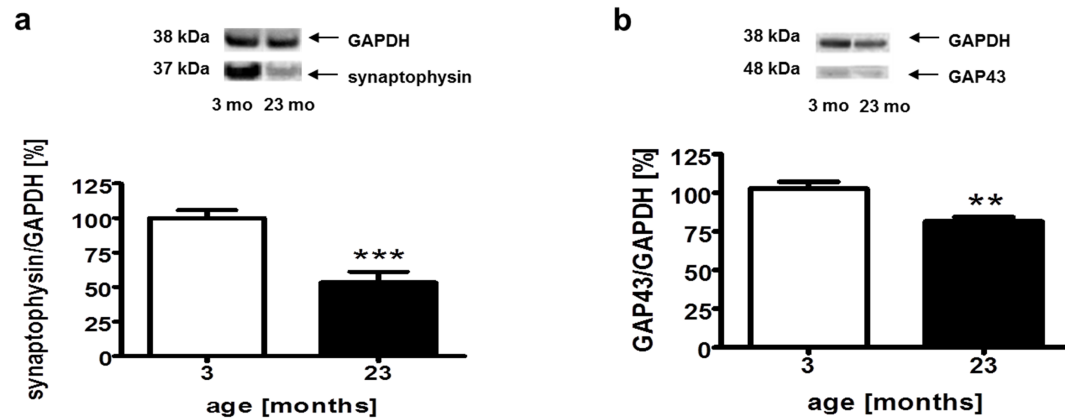 a
38 kDa
GAPDH
37 kDa
synaptophysin
3 mo 23 mo
synaptophysin/GAPDH [%]
125
100
75
50
25
0
***
3
23
age [months]
b
38 kDa
GAPDH
48 kDa
GAP43
3 mo 23 mo
GAP43/GAPDH [%]
125
100
75
50
25
0
**
3
23
age [months]